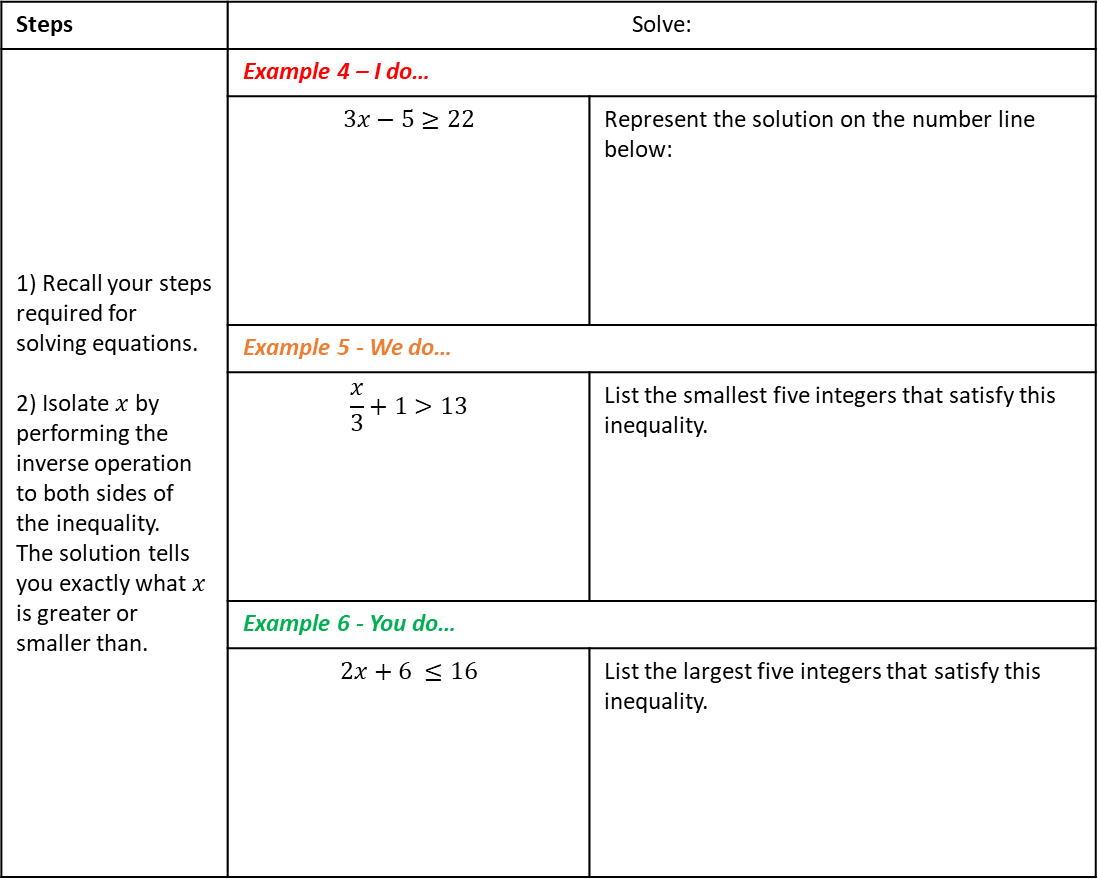 Steps
Solve:
Example 4 – I do...
3x − 5 ≥ 22
Represent the solution on the number line
below:
1) Recall your steps
required for
solving equations.
2) Isolate x by
performing the
inverse operation
to both sides of
the inequality.
The solution tells
you exactly what x
is greater or
smaller than.
Example 5 - We do...
x/3 + 1 > 13
List the smallest five integers that satisfy this
inequality.
Example 6 - You do...
2x + 6 ≤ 16
List the largest five integers that satisfy this
inequality.